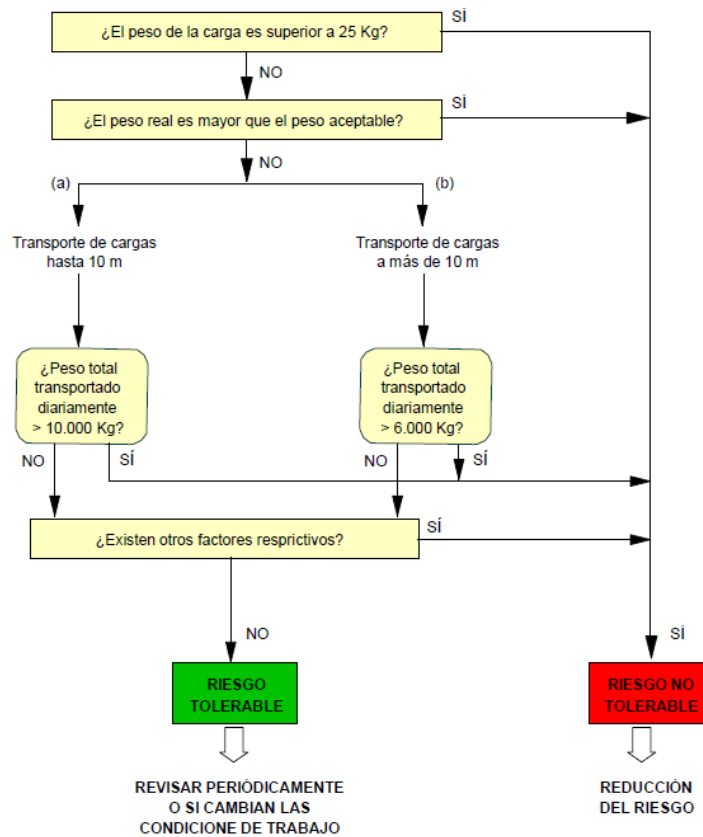 ¿El peso de la carga es superior a 25 Kg?
SÍ
NO
¿El peso real es mayor que el peso aceptable?
SÍ
NO
(a)
(b)
Transporte de cargas
hasta 10 m
Transporte de cargas
a más de 10 m
¿Peso total
transportado
diariamente
> 10.000 Kg?
¿Peso total
transportado
diariamente
> 6.000 Kg?
NO
SÍ
NO
SÍ
¿Existen otros factores resprictivos?
SÍ
NO
SÍ
RIESGO
TOLERABLE
RIESGO NO
TOLERABLE
REVISAR PERIÓDICAMENTE
O SI CAMBIAN LAS
CONDICIONE DE TRABAJO
REDUCCIÓN
DEL RIESGO